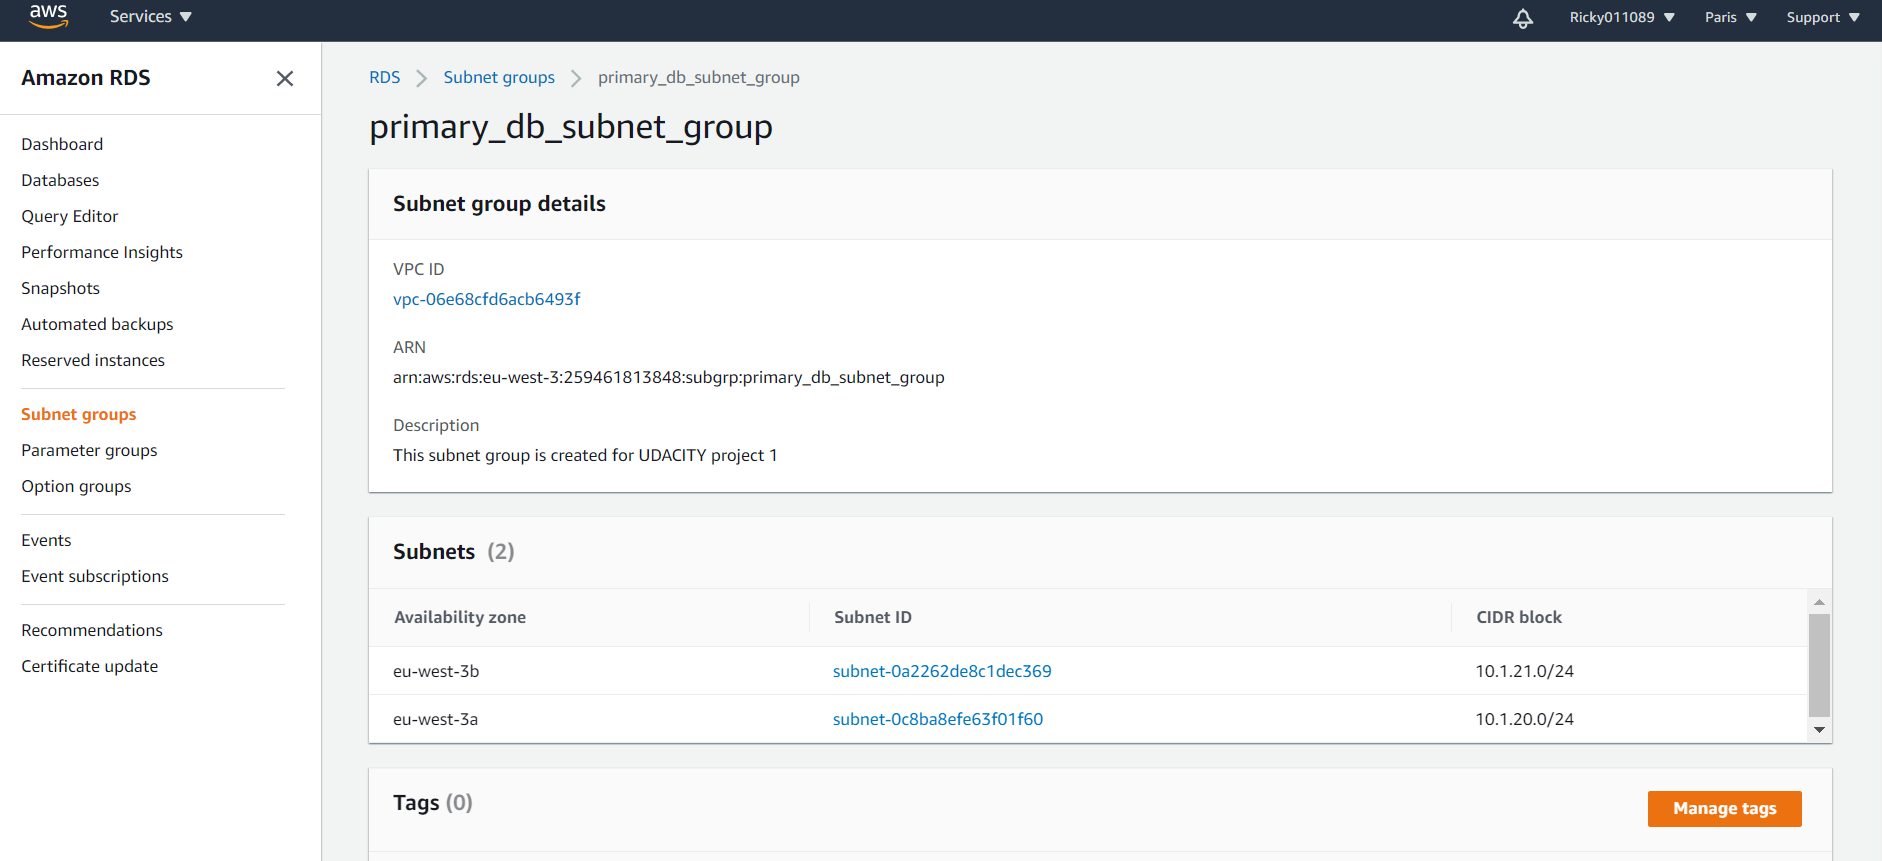 aws Services Ricky011089 Paris Support
Amazon RDS
Dashboard
Databases
Query Editor
Performance Insights
Snapshots
Automated backups
Reserved instances
Subnet groups
Parameter groups
Option groups
Events
Event subscriptions
Recommendations
Certificate update
RDS Subnet groups primary_db_subnet_group
primary_db_subnet_group
Subnet group details
VPC ID
vpc-06e68cfd6acb6493f
ARN
arn:aws:rds:eu-west-3:259461813848:subgrp:primary_db_subnet_group
Description
This subnet group is created for UDACITY project 1
Subnets (2)
Availability zone Subnet ID CIDR block
eu-west-3b subnet-0a2262de8c1dec369 10.1.21.0/24
eu-west-3a subnet-0c8ba8efe63f01f60 10.1.20.0/24
Tags (0) Manage tags